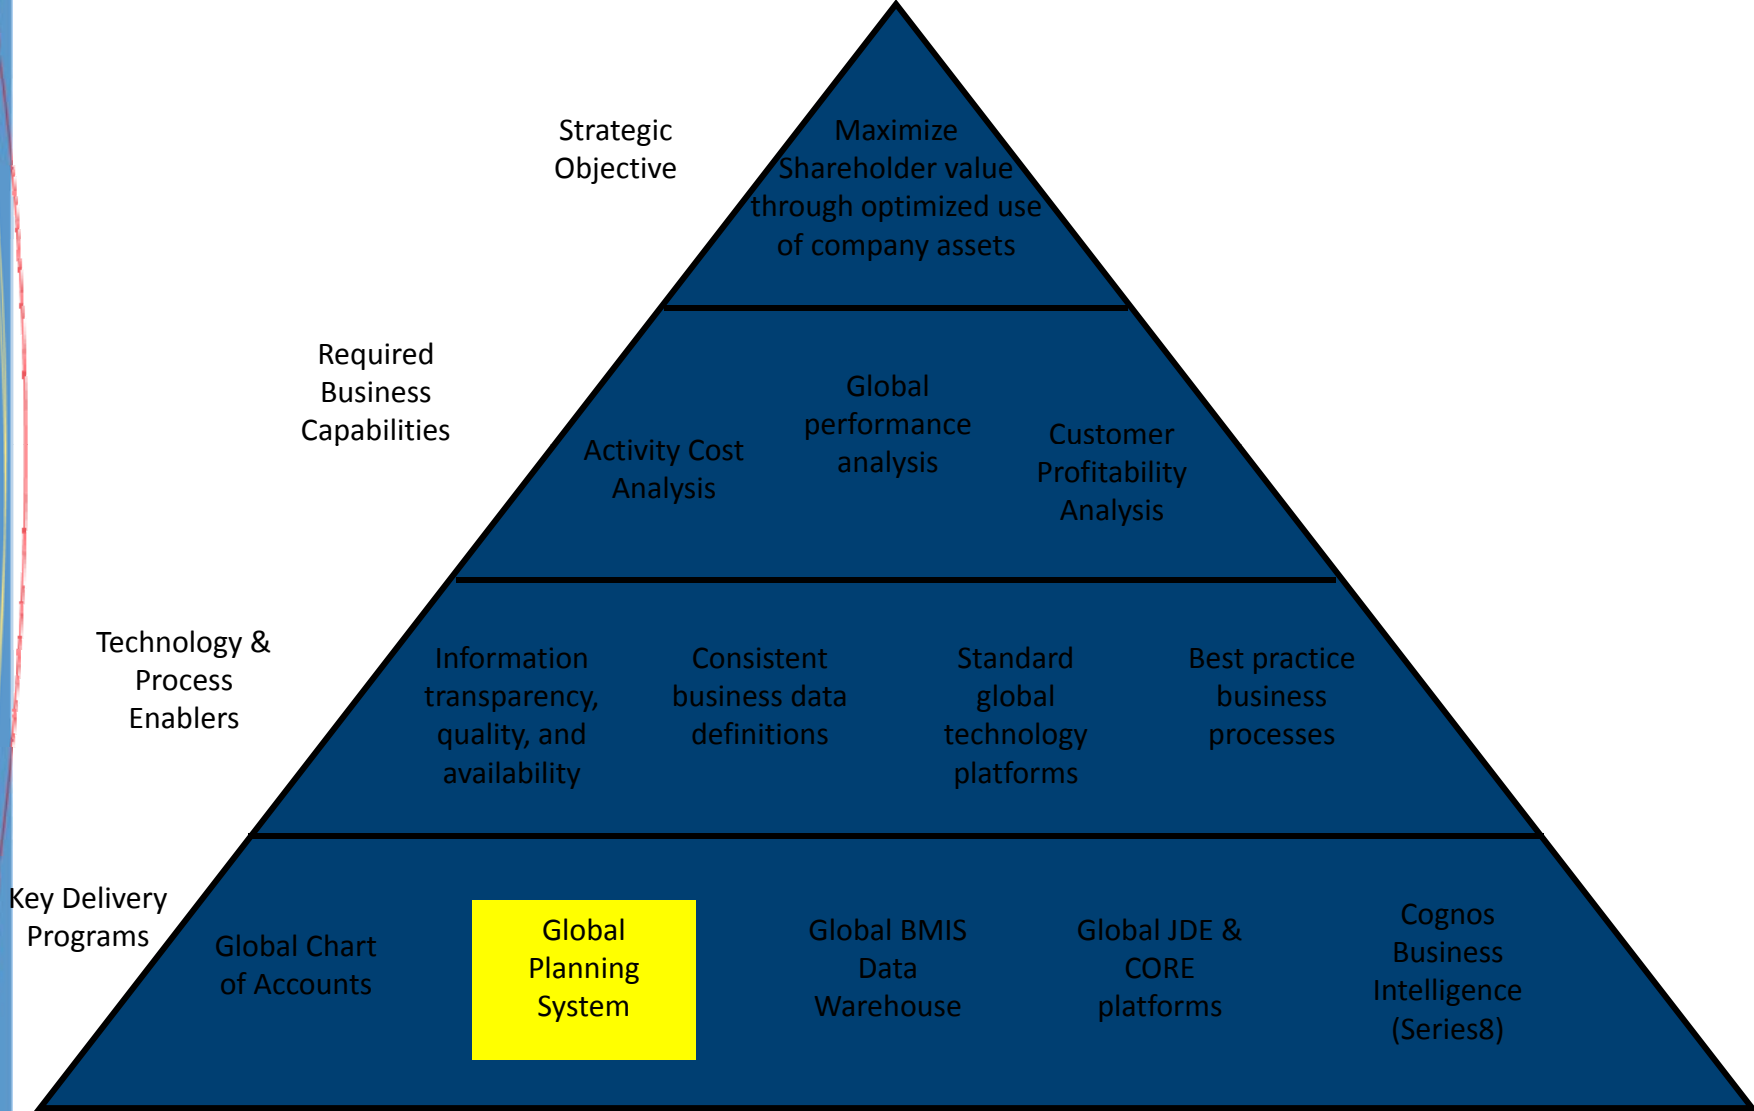 Strategic
Objective
Maximize
Shareholder value
through optimized use
of company assets
Required
Business
Capabilities
Activity Cost
Analysis
Global
performance
analysis
Customer
Profitability
Analysis
Technology &
Process
Enablers
Information
transparency,
quality, and
availability
Consistent
business data
definitions
Standard
global
technology
platforms
Best practice
business
processes
Key Delivery
Programs
Global Chart
of Accounts
Global
Planning
System
Global BMIS
Data
Warehouse
Global JDE &
CORE
platforms
Cognos
Business
Intelligence
(Series8)